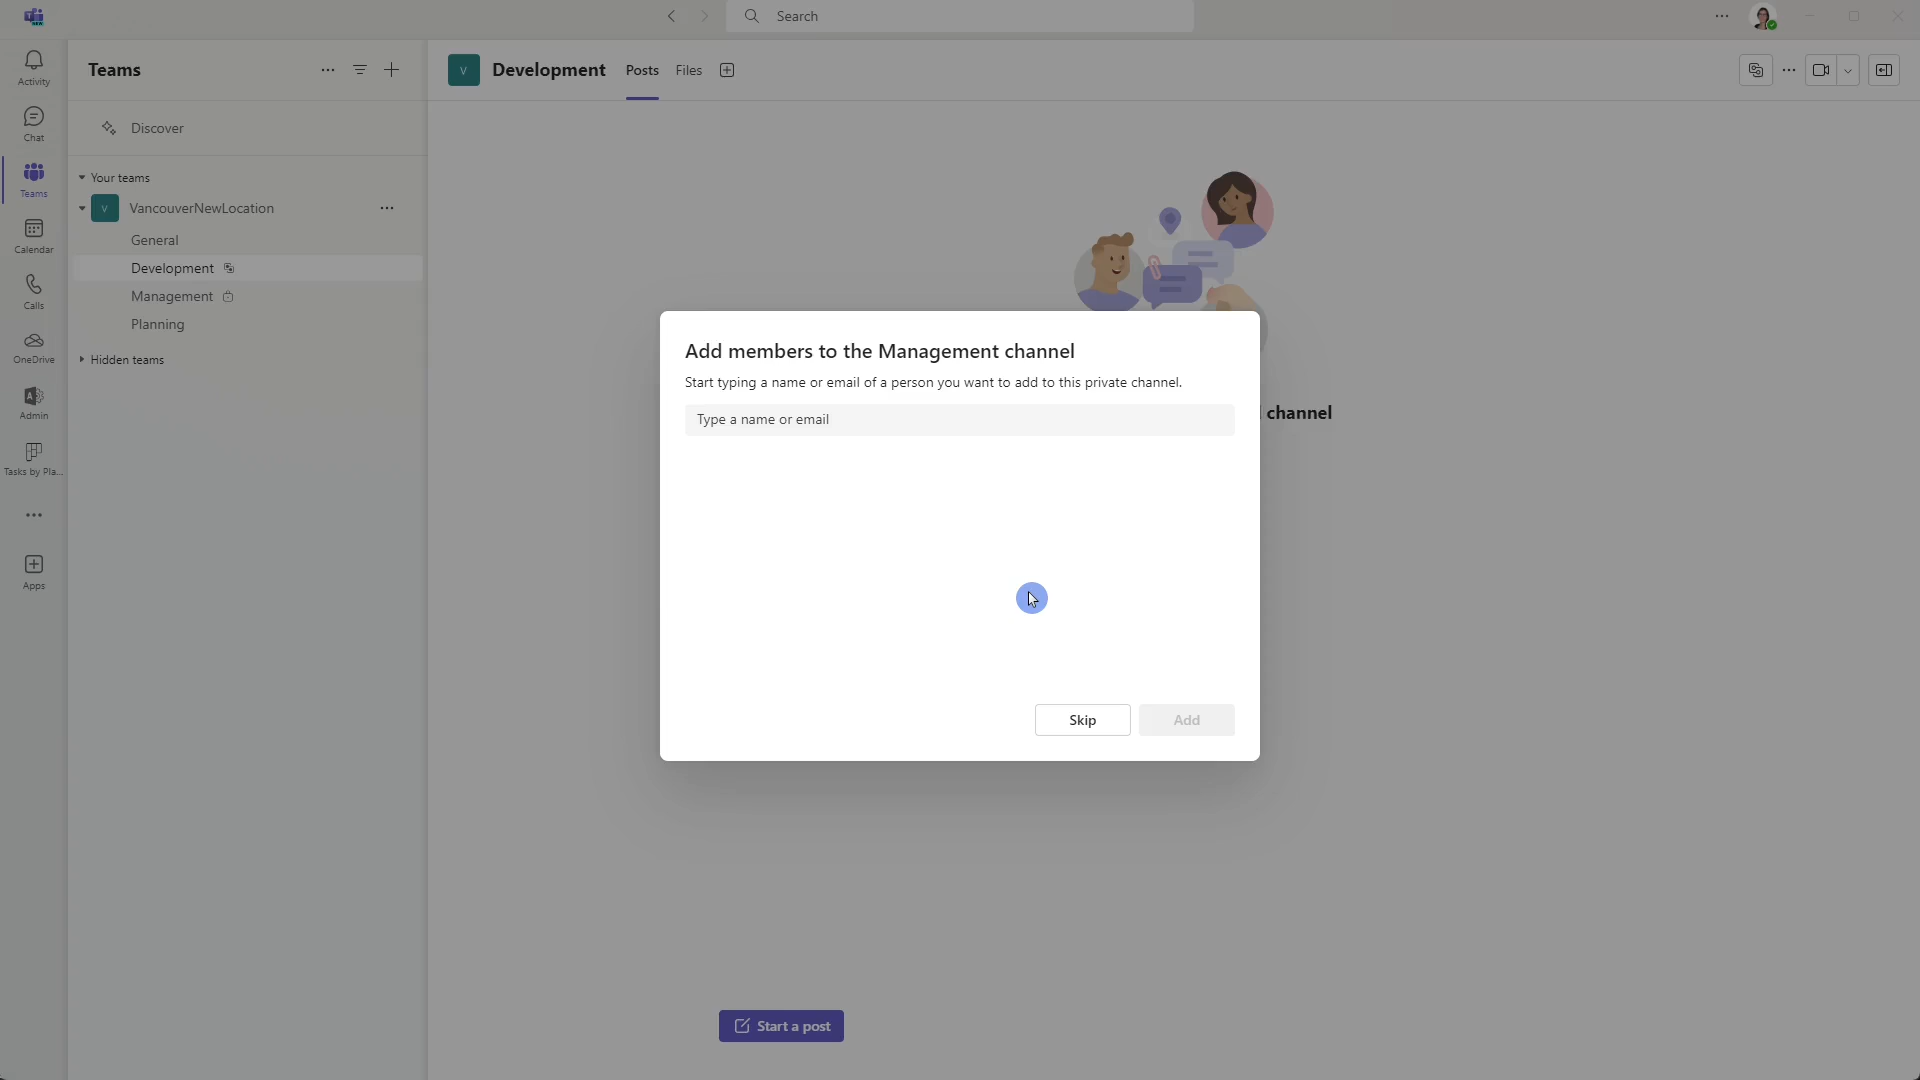 Search
Activity
Chat
Teams
Calendar
Calls
OneDrive
Admin
Tasks by Pla...
Apps
Teams
Discover
Your teams
V
VancouverNewLocation
General
Development
Management
Planning
Hidden teams
V
Development
Posts
Files
channel
Add members to the Management channel
Start typing a name or email of a person you want to add to this private channel.
Type a name or email
Skip
Add
Start a post